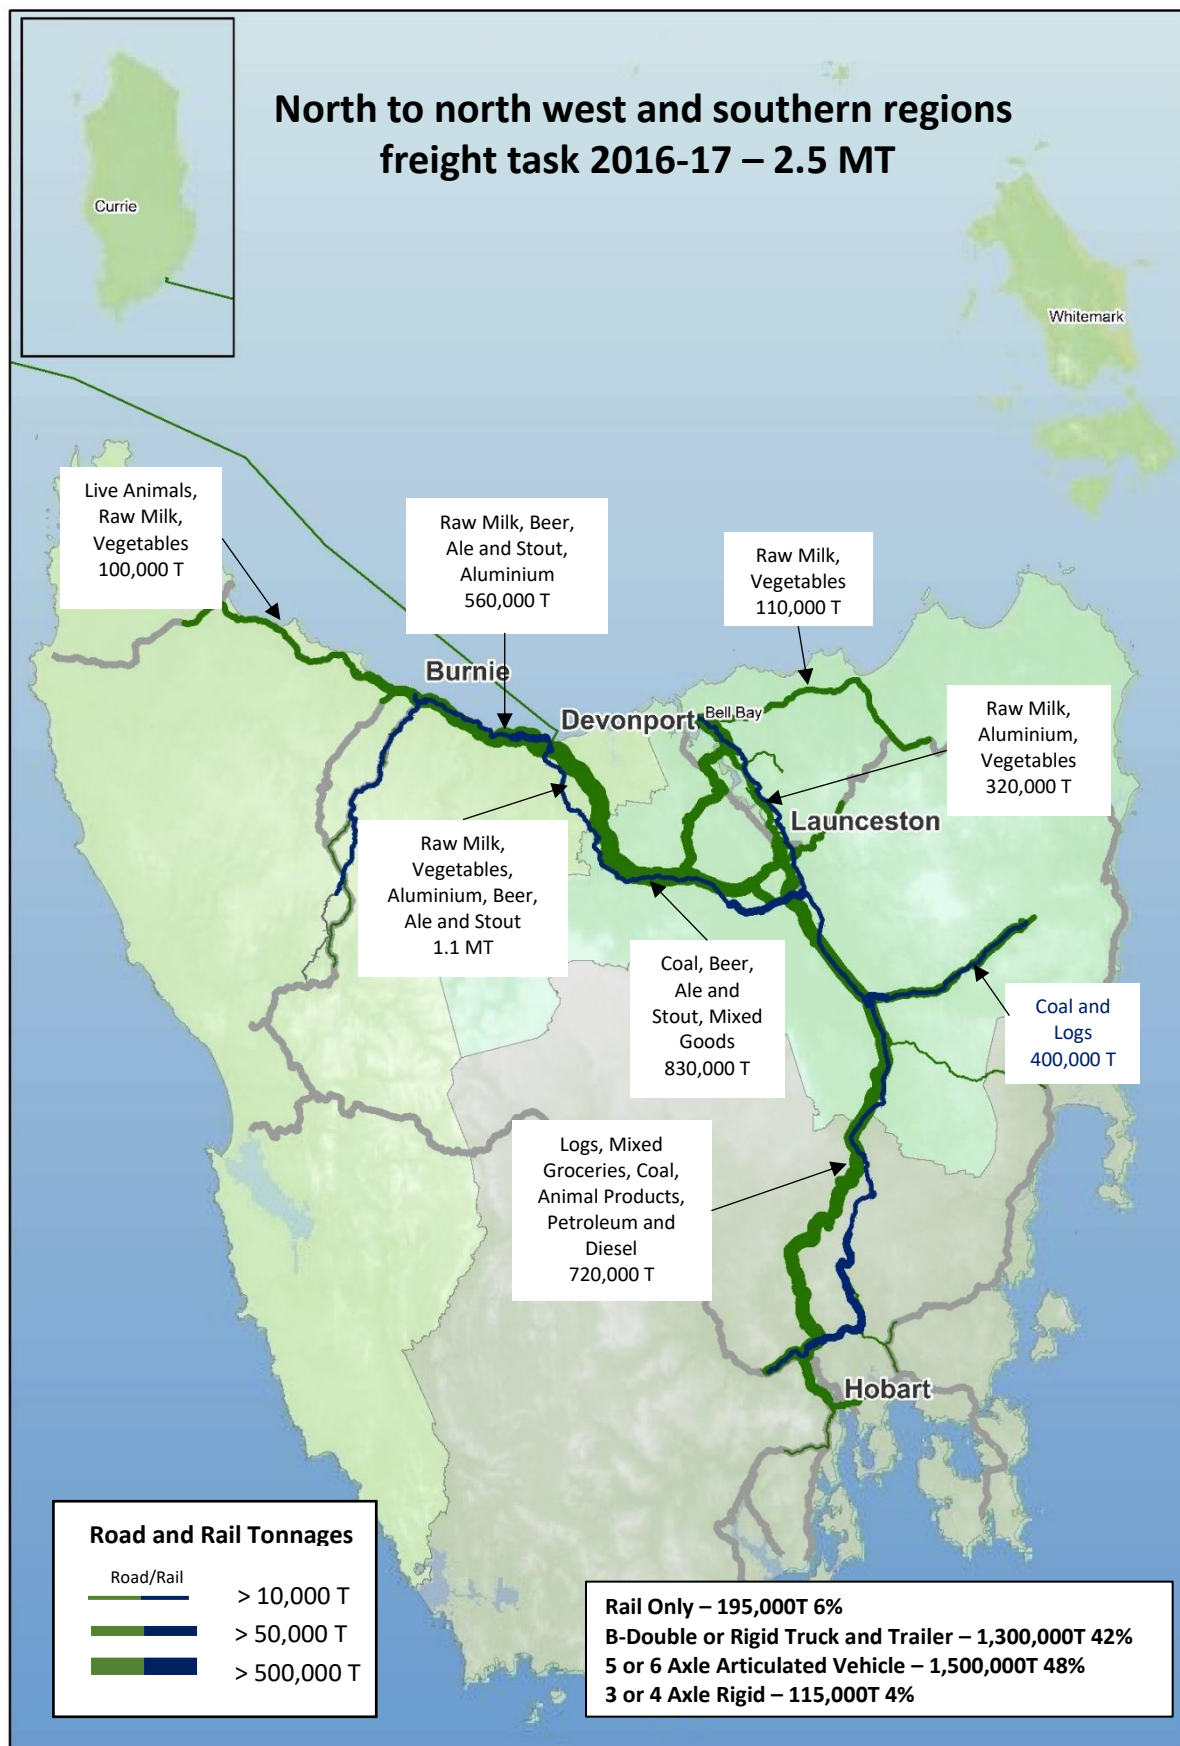 North to north west and southern regions
freight task 2016-17 – 2.5 MT
Currie
Whitemark
Live Animals,
Raw Milk,
Vegetables
100,000 T
Raw Milk, Beer,
Ale and Stout,
Aluminium
560,000 T
Raw Milk,
Vegetables
110,000 T
Burnie
Devonport
Bell Bay
Raw Milk,
Aluminium,
Vegetables
320,000 T
Launceston
Raw Milk,
Vegetables,
Aluminium, Beer,
Ale and Stout
1.1 MT
Coal, Beer,
Ale and
Stout, Mixed
Goods
830,000 T
Coal and
Logs
400,000 T
Logs, Mixed
Groceries, Coal,
Animal Products,
Petroleum and
Diesel
720,000 T
Hobart
Road and Rail Tonnages
Road/Rail
> 10,000 T
> 50,000 T
> 500,000 T
Rail Only – 195,000T 6%
B-Double or Rigid Truck and Trailer – 1,300,000T 42%
5 or 6 Axle Articulated Vehicle – 1,500,000T 48%
3 or 4 Axle Rigid – 115,000T 4%